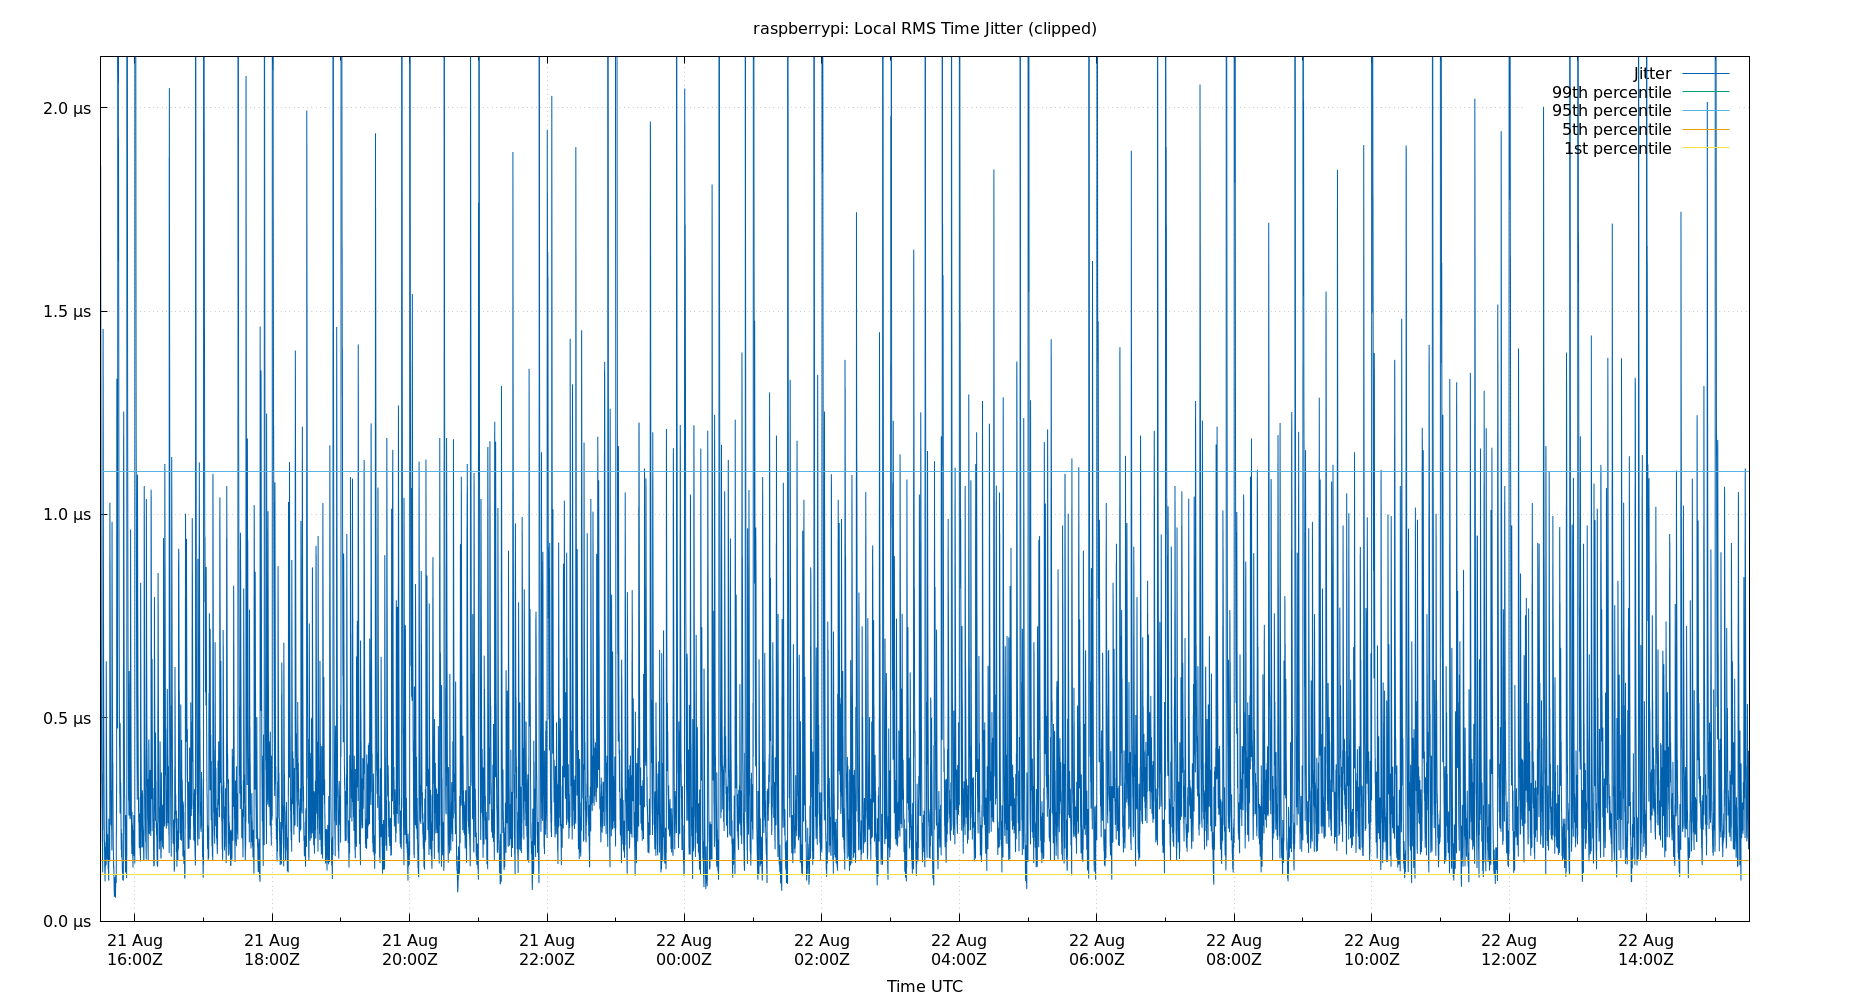 raspberrypi: Local RMS Time Jitter (clipped)
Jitter
99th percentile
95th percentile
5th percentile
1st percentile
2.0 µs
1.5 µs
1.0 µs
0.5 µs
0.0 µs
21 Aug 21 Aug 21 Aug 21 Aug 22 Aug 22 Aug 22 Aug 22 Aug 22 Aug 22 Aug 22 Aug 22 Aug
16:00Z 18:00Z 20:00Z 22:00Z 00:00Z 02:00Z 04:00Z 06:00Z 08:00Z 10:00Z 12:00Z 14:00Z
Time UTC